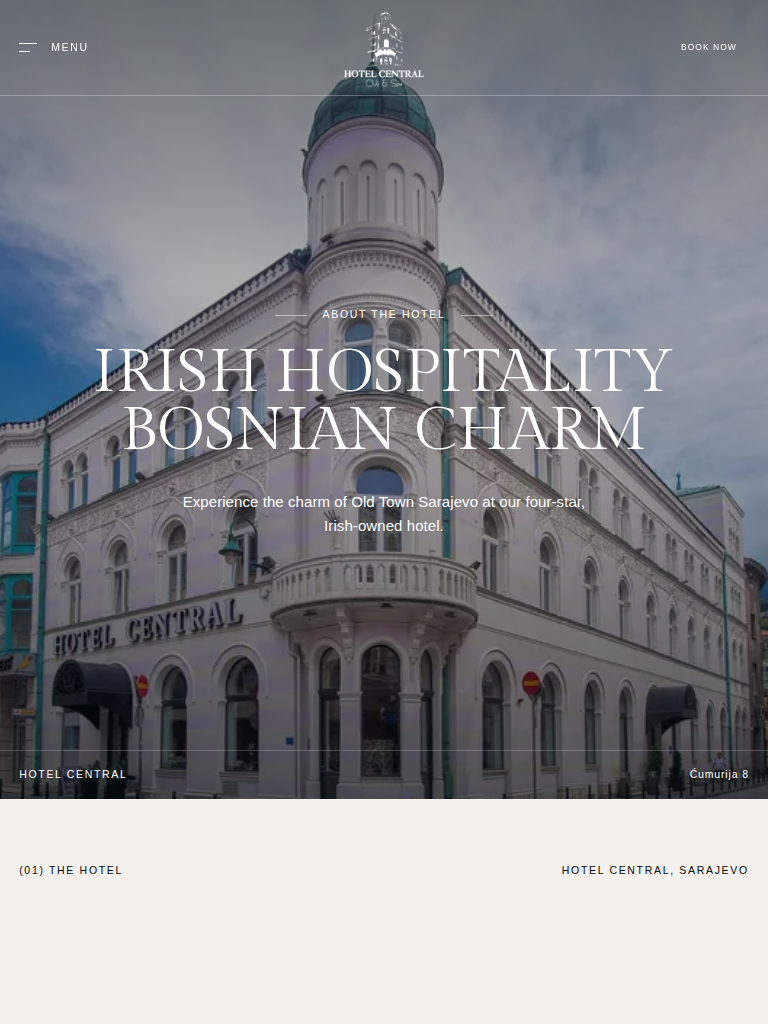 MENU
HOTEL CENTRAL
Club & Spa
BOOK NOW
ABOUT THE HOTEL
IRISH HOSPITALITY
BOSNIAN CHARM
Experience the charm of Old Town Sarajevo at our four-star,
Irish-owned hotel.
HOTEL CENTRAL
HOTEL CENTRAL
Ćumurija 8
(01) THE HOTEL
HOTEL CENTRAL, SARAJEVO